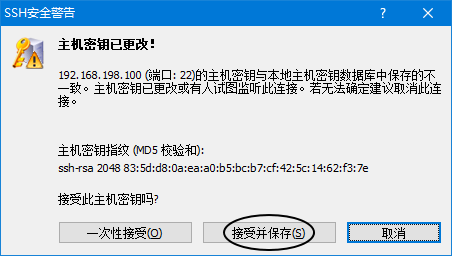 SSH安全警告
主机密钥已更改！
192.168.198.100 (端口: 22)的主机密钥与本地主机密钥数据库中保存的不
一致。主机密钥已更改或有人试图监听此连接。若无法确定建议取消此连
接。
主机密钥指纹 (MD5 校验和):
ssh-rsa 2048 83:5d:d8:0a:ea:a0:b5:bc:b7:cf:42:5c:14:62:f3:7e
接受此主机密钥吗?
一次性接受(O)
接受并保存(S)
取消